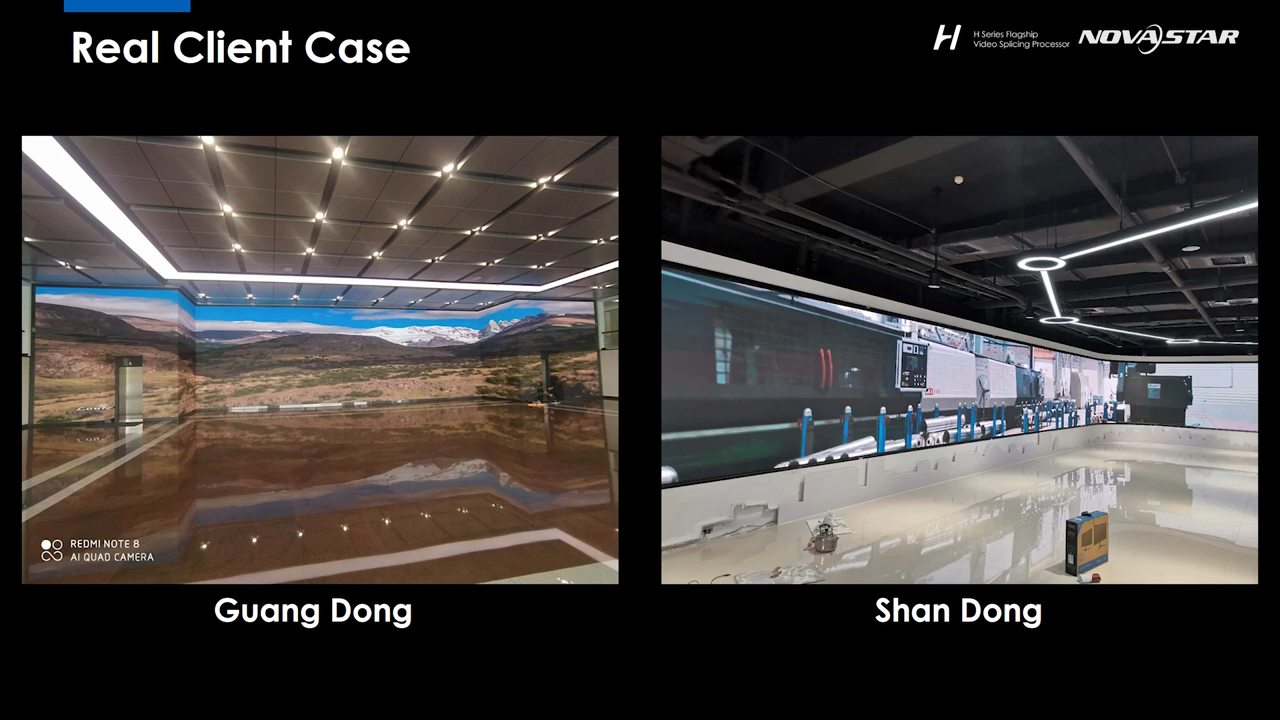 Real Client Case
H Series Flagship
Video Splicing Processor
NOVASTAR
REDMI NOTE 8
AI QUAD CAMERA
Guang Dong
Shan Dong